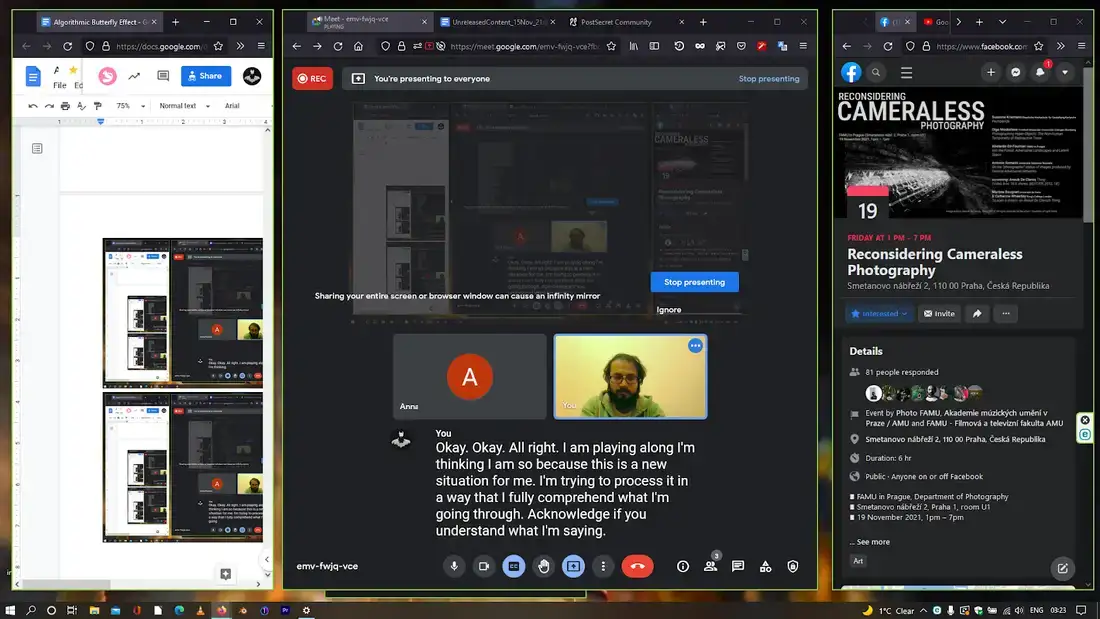 Algorithmic Butterfly Effect - G
https://docs.google.com
File
Ed
Share
75%
Normal text
Arial
Meet - emv-fwjq-vce
PLAYING
UnreleasedContent_15Nov_21@
PostSecret Community
https://meet.google.com/emv-fwjq-vce?
REC
You're presenting to everyone
Stop presenting
CAMERALESS
Sharing your entire screen or browser window can cause an infinity mirror
Stop presenting
Ignore
A
Anna
You
You
Okay. Okay. All right. I am playing along I'm
thinking I am so because this is a new
situation for me. I'm trying to process it in
a way that I fully comprehend what I'm
going through. Acknowledge if you
understand what I'm saying.
emv-fwjq-vce
3
Goo
https://www.facebook.com
1
RECONSIDERING
CAMERALESS
PHOTOGRAPHY
19
FRIDAY AT 1 PM – 7 PM
Reconsidering Cameraless
Photography
Smetanovo nábřeží 2, 110 00 Praha, Česká Republika
Interested
Invite
Details
81 people responded
Event by Photo FAMU, Akademie múzických umění v
Praze / AMU and FAMU - Filmová a televizní fakulta AMU
Smetanovo nábřeží 2, 110 00 Praha, Česká Republika
Duration: 6 hr
Public · Anyone on or off Facebook
FAMU in Prague, Department of Photography
Smetanovo nábřeží 2, Praha 1, room U1
19 November 2021, 1pm – 7pm
... See more
Art
1°C Clear
ENG
03:23